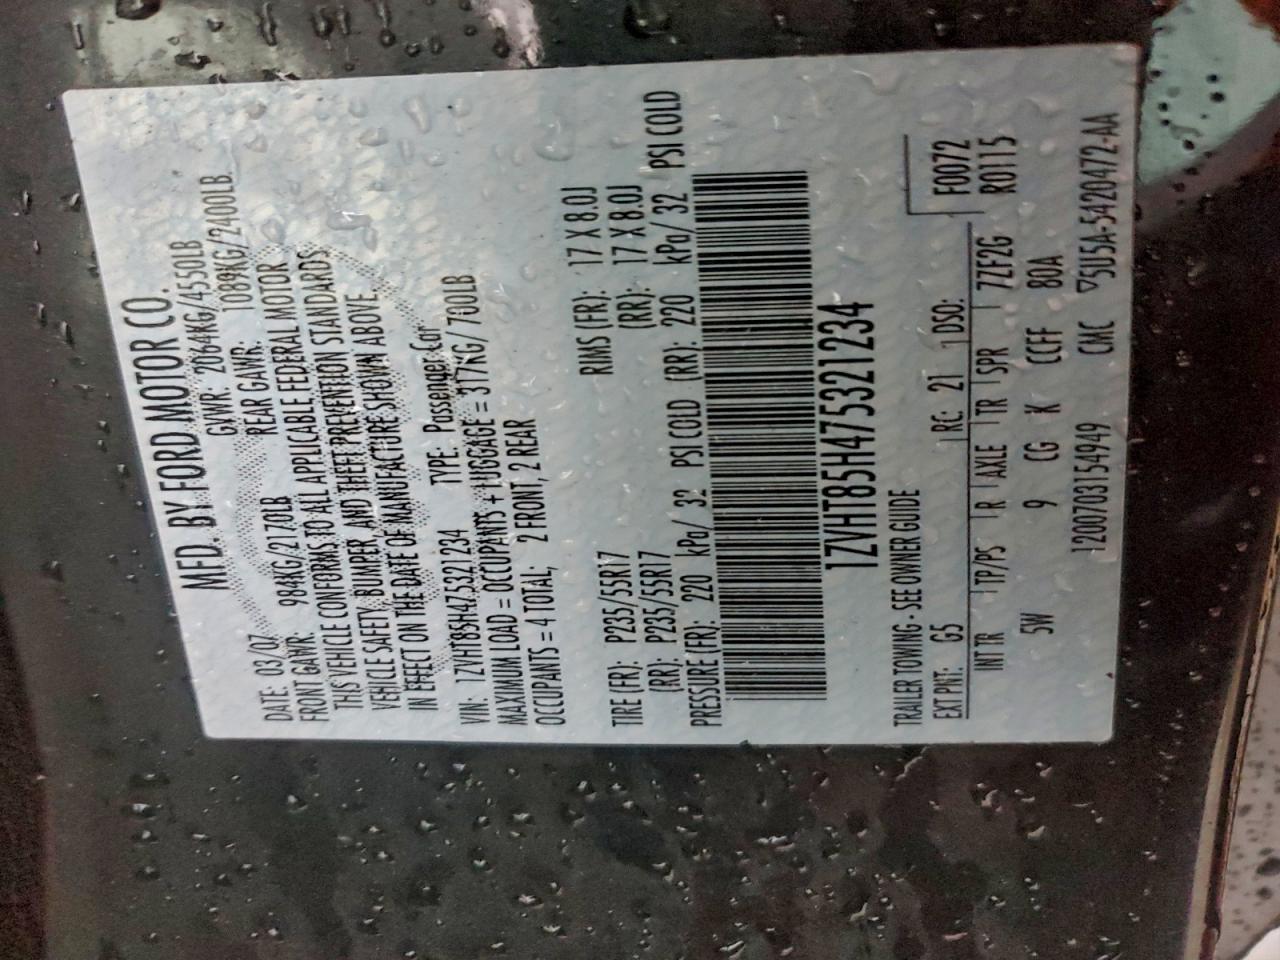 MFD. BY FORD MOTOR CO.
DATE: 03/07 GVWR: 2064KG/4550LB
FRONT GAWR: 984KG/2170LB REAR GAWR: 1089KG/2400LB
THIS VEHICLE CONFORMS TO ALL APPLICABLE FEDERAL MOTOR
VEHICLE SAFETY, BUMPER, AND THEFT PREVENTION STANDARDS
IN EFFECT ON THE DATE OF MANUFACTURE SHOWN ABOVE.
VIN: 1ZVHT85H475321234 TYPE: Passenger Car
MAXIMUM LOAD = OCCUPANTS + LUGGAGE = 317KG/700LB
OCCUPANTS = 4 TOTAL; 2 FRONT, 2 REAR
TIRE (FR): P235/55R17 RIMS (FR): 17 X 8.0J
(RR): P235/55R17 (RR): 17 X 8.0J
PRESSURE (FR): 220 kPa/ 32 PSI COLD (RR): 220 kPa/ 32 PSI COLD
1ZVHT85H475321234
TRAILER TOWING - SEE OWNER GUIDE
EXT PNT: G5 RC: 21 DSO: F0072
INT TR TP/PS R AXLE TR SPR 7ZF2G R0115
5W 9 CG K CCFF 80A
1200703154949 CMC ▽5U5A-5420472-AA